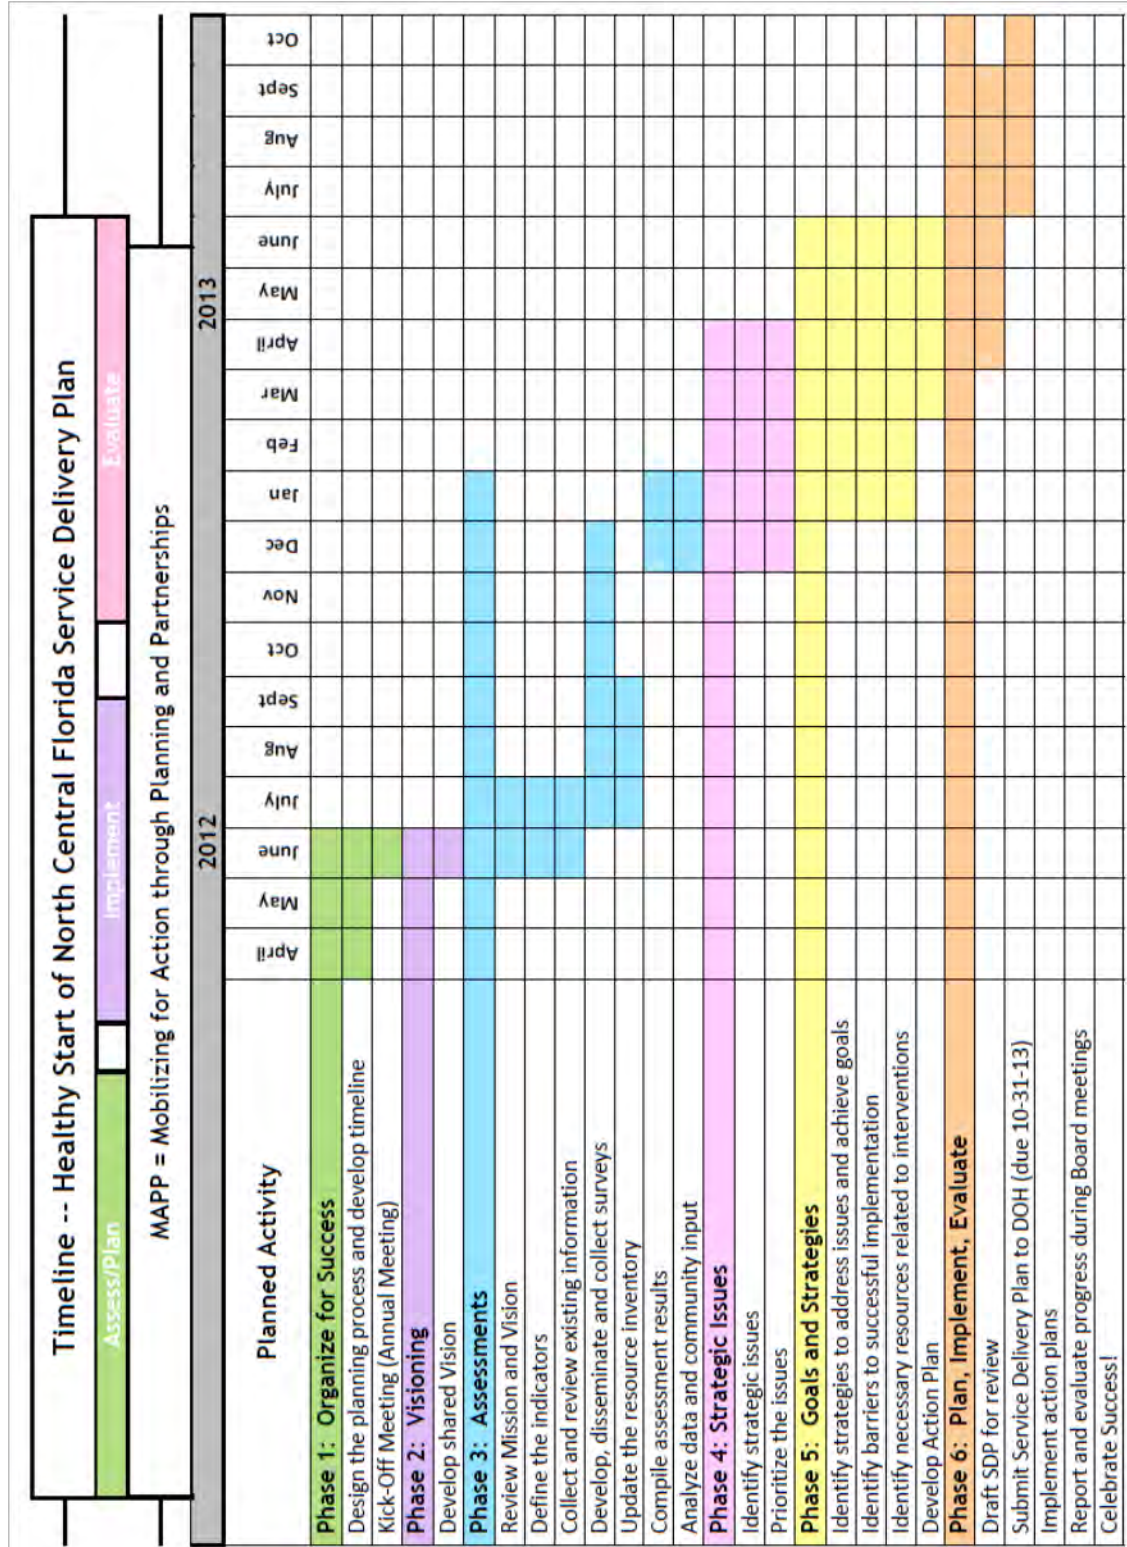 Timeline -- Healthy Start of North Central Florida Service Delivery Plan
Assess/Plan Implement Evaluate
MAPP = Mobilizing for Action through Planning and Partnerships
2012 2013
Planned Activity April May June July Aug Sept Oct Nov Dec Jan Feb Mar April May June July Aug Sept Oct
Phase 1: Organize for Success
Design the planning process and develop timeline
Kick-Off Meeting (Annual Meeting)
Phase 2: Visioning
Develop shared Vision
Phase 3: Assessments
Review Mission and Vision
Define the indicators
Collect and review existing information
Develop, disseminate and collect surveys
Update the resource inventory
Compile assessment results
Analyze data and community input
Phase 4: Strategic Issues
Identify strategic issues
Prioritize the issues
Phase 5: Goals and Strategies
Identify strategies to address issues and achieve goals
Identify barriers to successful implementation
Identify necessary resources related to interventions
Develop Action Plan
Phase 6: Plan, Implement, Evaluate
Draft SDP for review
Submit Service Delivery Plan to DOH (due 10-31-13)
Implement action plans
Report and evaluate progress during Board meetings
Celebrate Success!